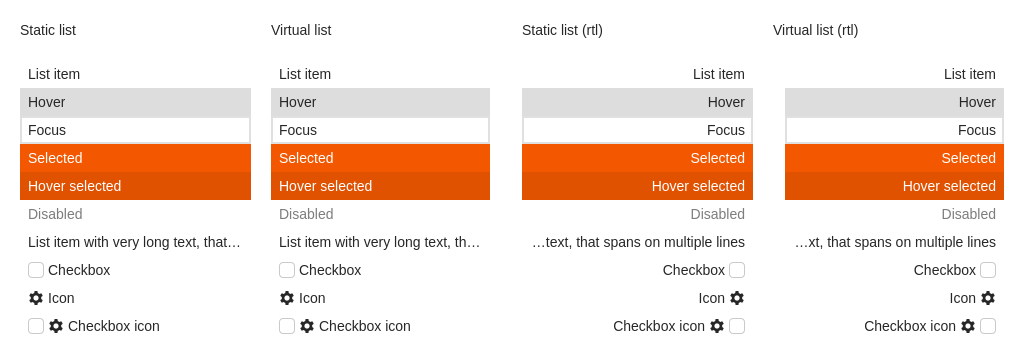 Static list
List item
Hover
Focus
Selected
Hover selected
Disabled
List item with very long text, that…
Checkbox
Icon
Checkbox icon
Virtual list
List item
Hover
Focus
Selected
Hover selected
Disabled
List item with very long text, th…
Checkbox
Icon
Checkbox icon
Static list (rtl)
List item
Hover
Focus
Selected
Hover selected
Disabled
…text, that spans on multiple lines
Checkbox
Icon
Checkbox icon
Virtual list (rtl)
List item
Hover
Focus
Selected
Hover selected
Disabled
…xt, that spans on multiple lines
Checkbox
Icon
Checkbox icon